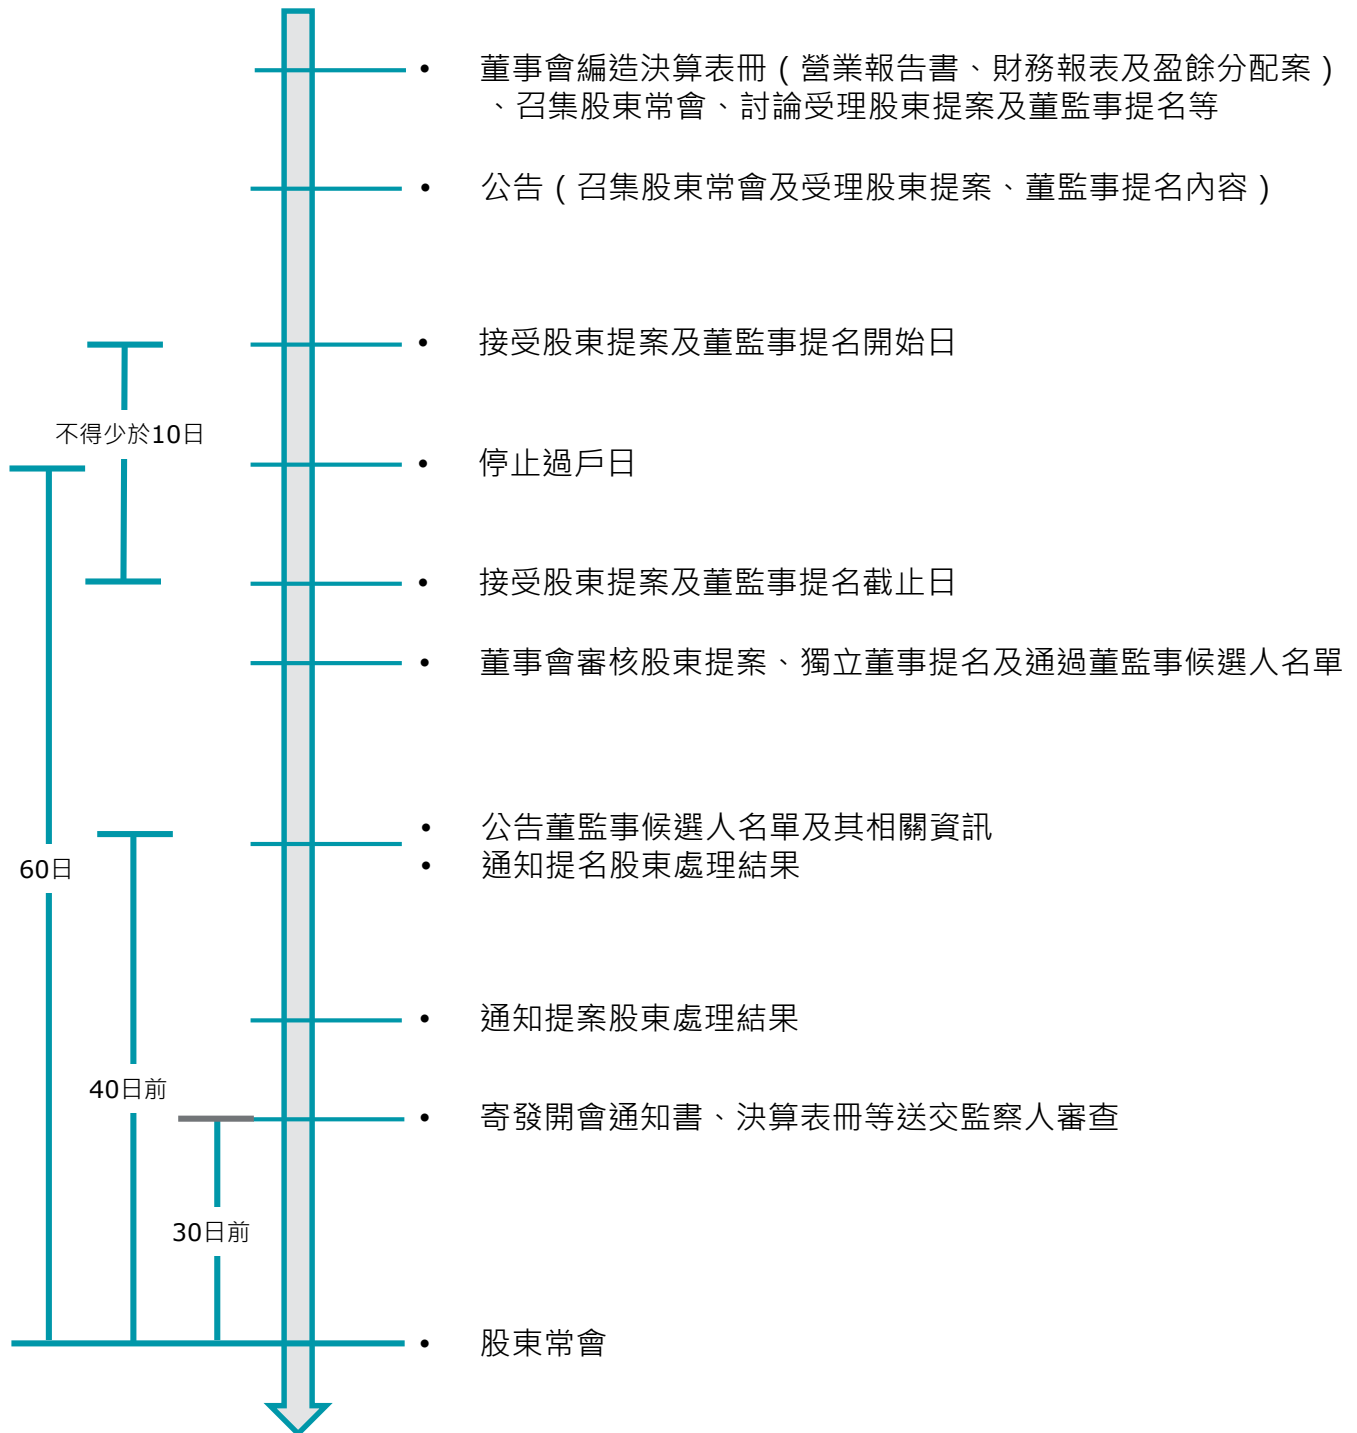 • 董事會編造決算表冊（營業報告書、財務報表及盈餘分配案）
、召集股東常會、討論受理股東提案及董監事提名等
• 公告（召集股東常會及受理股東提案、董監事提名內容）
• 接受股東提案及董監事提名開始日
不得少於10日
• 停止過戶日
• 接受股東提案及董監事提名截止日
• 董事會審核股東提案、獨立董事提名及通過董監事候選人名單
• 公告董監事候選人名單及其相關資訊
• 通知提名股東處理結果
60日
• 通知提案股東處理結果
40日前
• 寄發開會通知書、決算表冊等送交監察人審查
30日前
• 股東常會